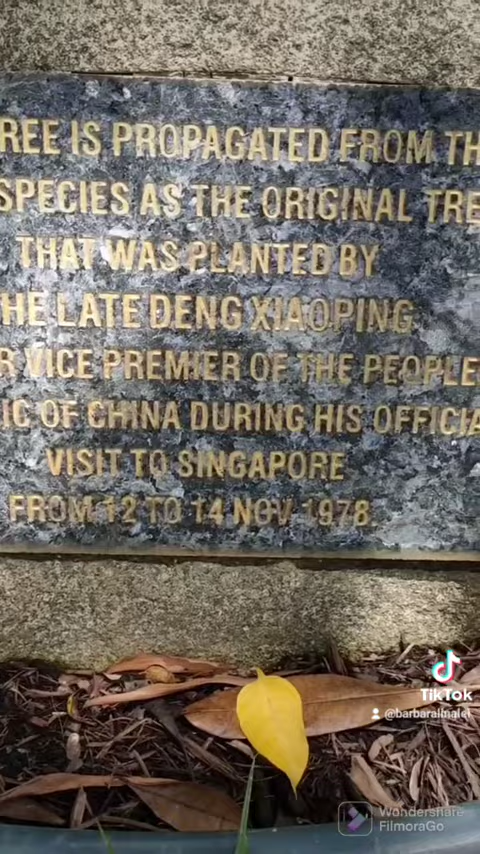 REE IS PROPAGATED FROM TH
SPECIES AS THE ORIGINAL TRE
THAT WAS PLANTED BY
HE LATE DENG XIAOPING
R VICE PREMIER OF THE PEOPLE
IC OF CHINA DURING HIS OFFICIA
VISIT TO SINGAPORE
FROM 12 TO 14 NOV 1978.
TikTok
Wondershare
FilmoraGo